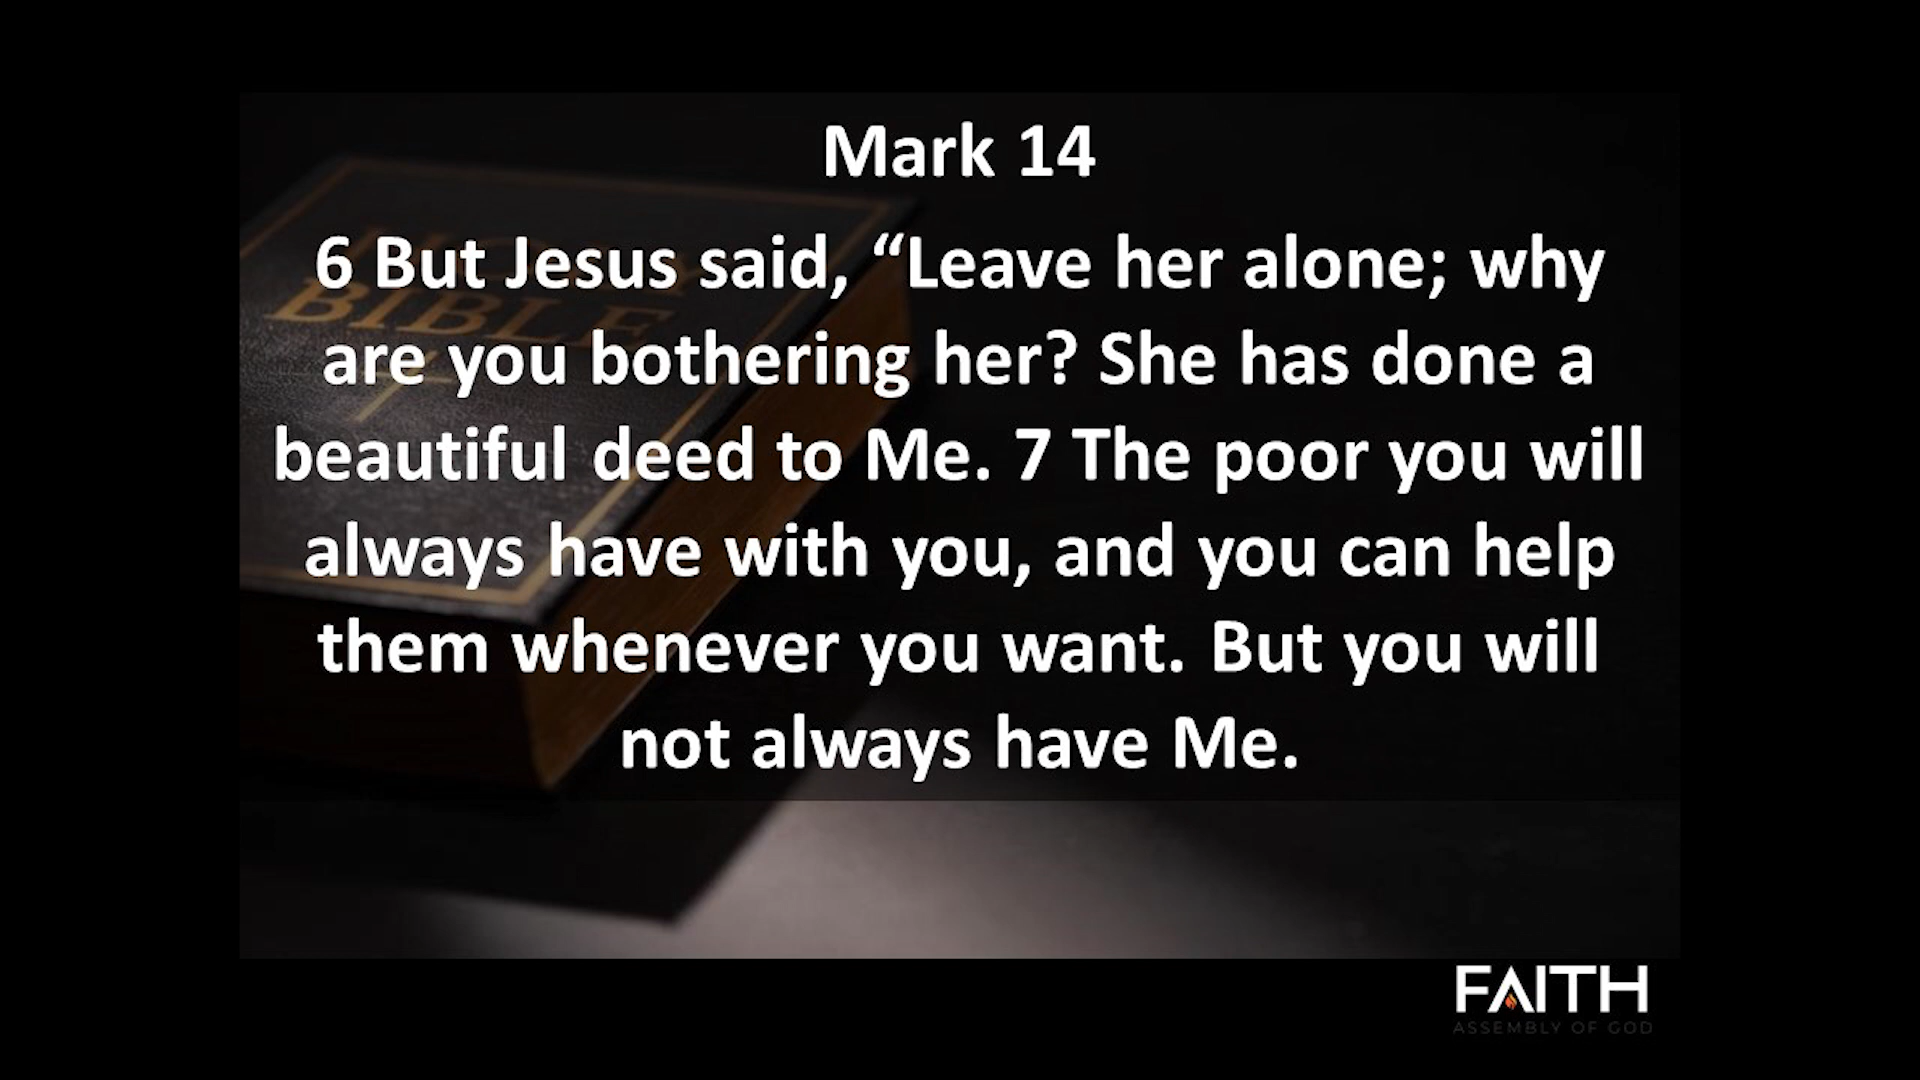 Mark 14
6 But Jesus said, “Leave her alone; why
are you bothering her? She has done a
beautiful deed to Me. 7 The poor you will
always have with you, and you can help
them whenever you want. But you will
not always have Me.
HOLY
BIBLE
FAITH
ASSEMBLY OF GOD